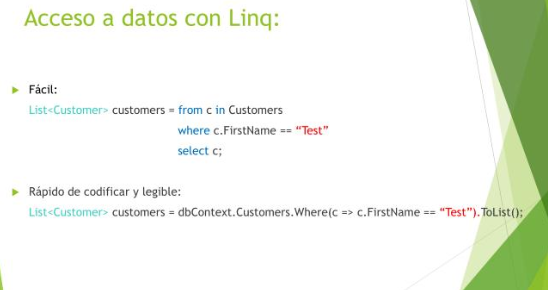 Acceso a datos con Linq:
Fácil:
List<Customer> customers = from c in Customers
where c.FirstName == “Test”
select c;
Rápido de codificar y legible:
List<Customer> customers = dbContext.Customers.Where(c => c.FirstName == “Test”).ToList();